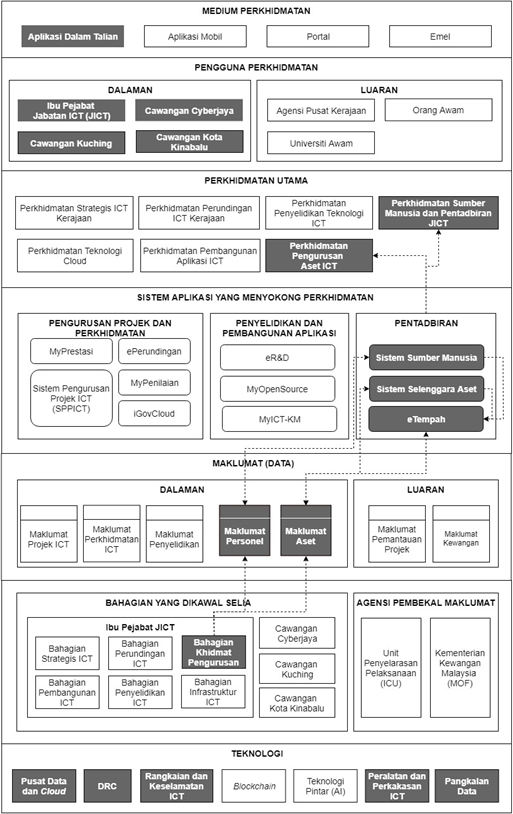 MEDIUM PERKHIDMATAN
Aplikasi Dalam Talian
Aplikasi Mobil
Portal
Emel
PENGGUNA PERKHIDMATAN
DALAMAN
Ibu Pejabat
Jabatan ICT (JICT)
Cawangan Cyberjaya
Cawangan Kuching
Cawangan Kota
Kinabalu
LUARAN
Agensi Pusat Kerajaan
Orang Awam
Universiti Awam
PERKHIDMATAN UTAMA
Perkhidmatan Strategis ICT
Kerajaan
Perkhidmatan Perundingan
ICT Kerajaan
Perkhidmatan
Penyelidikan Teknologi
ICT
Perkhidmatan Sumber
Manusia dan Pentadbiran
JICT
Perkhidmatan Teknologi
Cloud
Perkhidmatan Pembangunan
Aplikasi ICT
Perkhidmatan
Pengurusan
Aset ICT
SISTEM APLIKASI YANG MENYOKONG PERKHIDMATAN
PENGURUSAN PROJEK DAN
PERKHIDMATAN
MyPrestasi
ePerundingan
Sistem Pengurusan
Projek ICT
(SPPICT)
MyPenilaian
iGovCloud
PENYELIDIKAN DAN
PEMBANGUNAN APLIKASI
eR&D
MyOpenSource
MyICT-KM
PENTADBIRAN
Sistem Sumber Manusia
Sistem Selenggara Aset
eTempah
MAKLUMAT (DATA)
DALAMAN
Maklumat
Projek ICT
Maklumat
Perkhidmatan
ICT
Maklumat
Penyelidikan
Maklumat
Personel
Maklumat
Aset
LUARAN
Maklumat
Pemantauan
Projek
Maklumat
Kewangan
BAHAGIAN YANG DIKAWAL SELIA
Ibu Pejabat JICT
Bahagian
Strategis ICT
Bahagian
Perundingan
ICT
Bahagian
Khidmat
Pengurusan
Bahagian
Pembangunan
ICT
Bahagian
Penyelidikan ICT
Bahagian
Infrastruktur
ICT
Cawangan
Cyberjaya
Cawangan
Kuching
Cawangan
Kota Kinabalu
AGENSI PEMBEKAL MAKLUMAT
Unit
Penyelarasan
Pelaksanaan
(ICU)
Kementerian
Kewangan
Malaysia
(MOF)
TEKNOLOGI
Pusat Data
dan Cloud
DRC
Rangkaian dan
Keselamatan
ICT
Blockchain
Teknologi
Pintar (AI)
Peralatan dan
Perkakasan
ICT
Pangkalan
Data